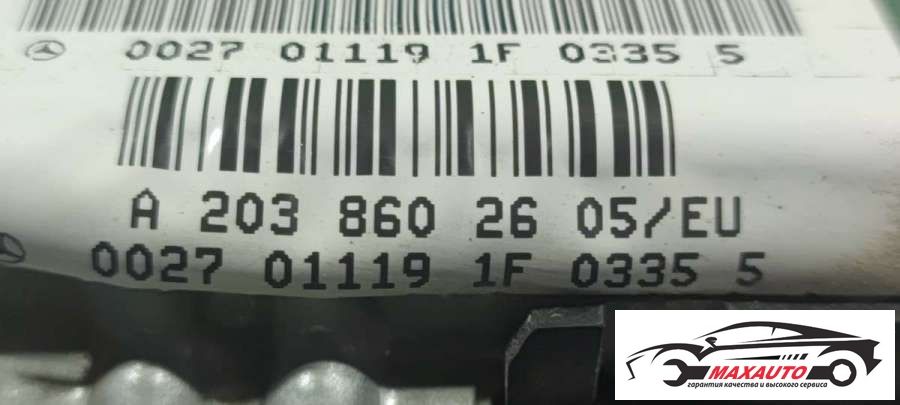 0027 01119 1F 0335 5
A 203 860 26 05/EU
0027 01119 1F 0335 5
MAXAUTO
гарантия качества и высокого сервиса